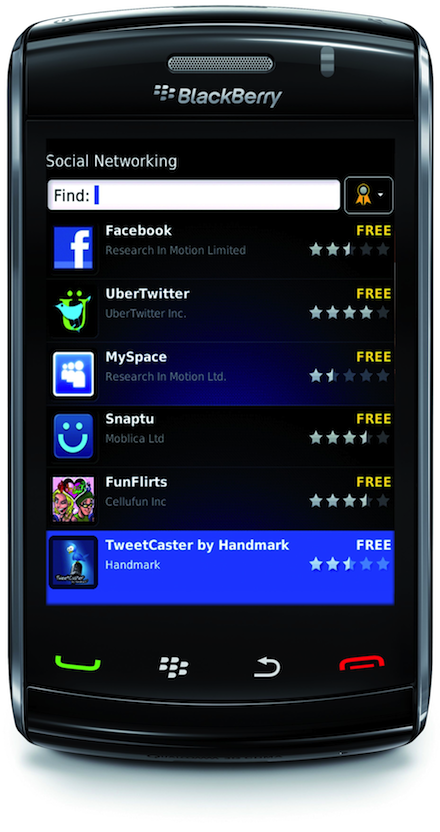 BlackBerry
Social Networking
Find:
Facebook FREE
Research In Motion Limited
UberTwitter FREE
UberTwitter Inc.
MySpace FREE
Research In Motion Ltd.
Snaptu FREE
Moblica Ltd
FunFlirts FREE
Cellufun Inc
TweetCaster by Handmark FREE
TweetCaster
Handmark